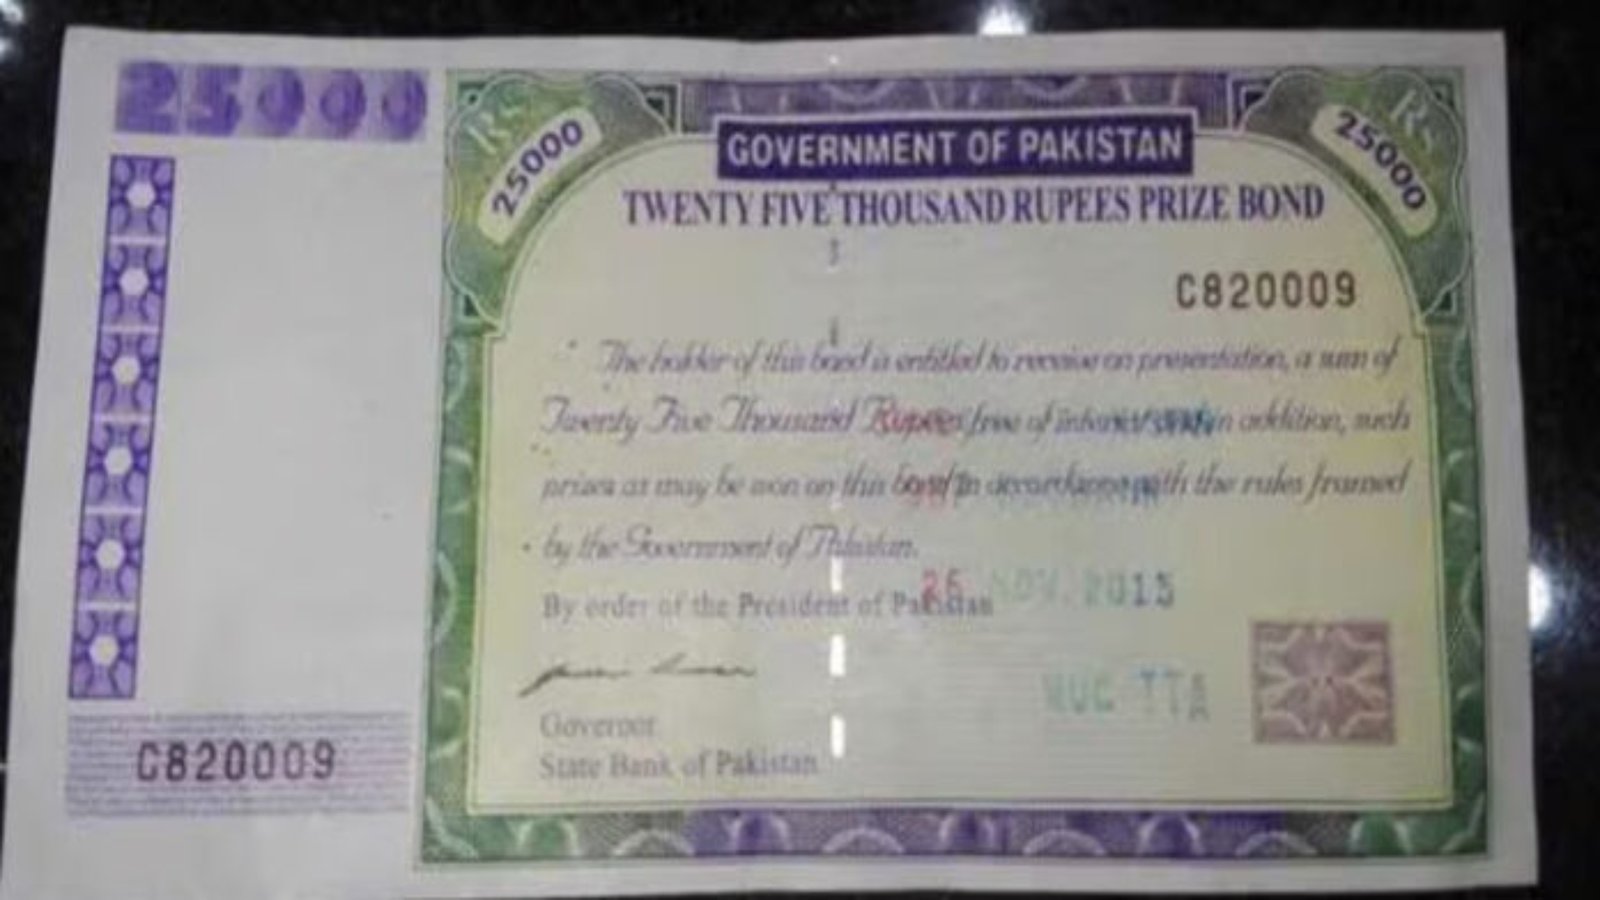 25000
Rs 25000
Rs 25000
GOVERNMENT OF PAKISTAN
TWENTY FIVE THOUSAND RUPEES PRIZE BOND
C820009
The holder of this bond is entitled to receive on presentation, a sum of
Twenty Five Thousand Rupees free of interest and in addition, such
prizes as may be won on this bond in accordance with the rules framed
by the Government of Pakistan.
By order of the President of Pakistan
26 NOV. 2015
Governor
State Bank of Pakistan
C820009